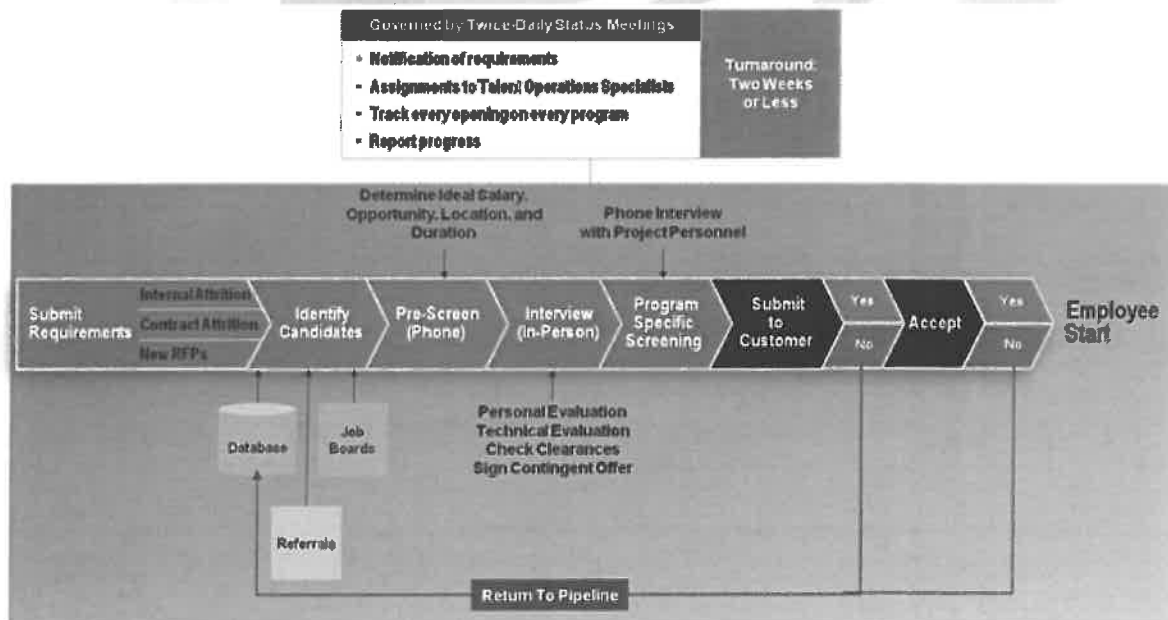 Governed by Twice-Daily Status Meetings
• Notification of requirements
• Assignments to Talent Operations Specialists
• Track every opening on every program
• Report progress
Turnaround:
Two Weeks
or Less
Determine Ideal Salary,
Opportunity, Location, and
Duration
Phone Interview
with Project Personnel
Submit
Requirements
Internal Attrition
Contract Attrition
New RFPs
Identify
Candidates
Pre-Screen
(Phone)
Interview
(In-Person)
Program
Specific
Screening
Submit
to
Customer
Yes
No
Accept
Yes
No
Employee
Start
Database
Job
Boards
Referrals
Personal Evaluation
Technical Evaluation
Check Clearances
Sign Contingent Offer
Return To Pipeline